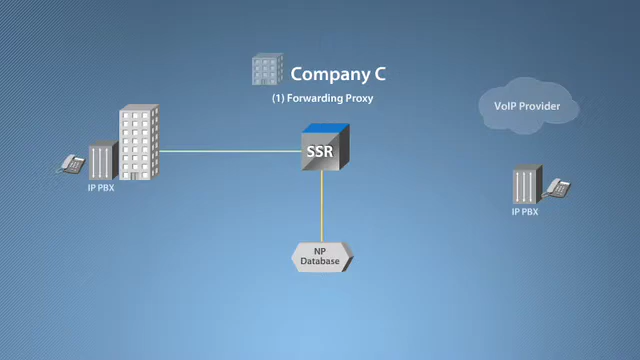 Company C
(1) Forwarding Proxy
VoIP Provider
SSR
IP PBX
IP PBX
NP
Database